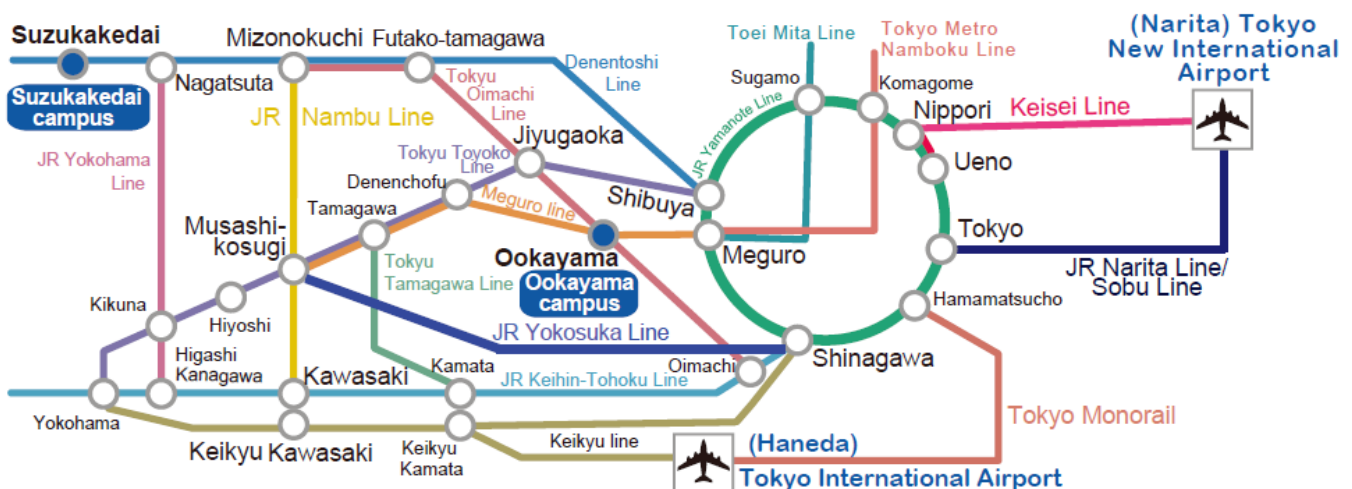 Suzukakedai
Suzukakedai
campus
Nagatsuta
Mizonokuchi
Futako-tamagawa
Denentoshi
Line
Tokyu
Oimachi
Line
JR Nambu Line
JR Yokohama
Line
Jiyugaoka
Tokyu Toyoko
Line
Denenchofu
Meguro line
Tamagawa
Musashi-
kosugi
Tokyu
Tamagawa Line
Ookayama
Ookayama
campus
Kikuna
Hiyoshi
JR Yokosuka Line
Higashi
Kanagawa
Kawasaki
Kamata
JR Keihin-Tohoku Line
Oimachi
Yokohama
Keikyu Kawasaki
Keikyu
Kamata
Keikyu line
Toei Mita Line
Tokyo Metro
Namboku Line
Sugamo
Komagome
JR Yamanote Line
Nippori
Ueno
Keisei Line
(Narita) Tokyo
New International
Airport
Shibuya
Meguro
Tokyo
JR Narita Line/
Sobu Line
Hamamatsucho
Shinagawa
Tokyo Monorail
(Haneda)
Tokyo International Airport